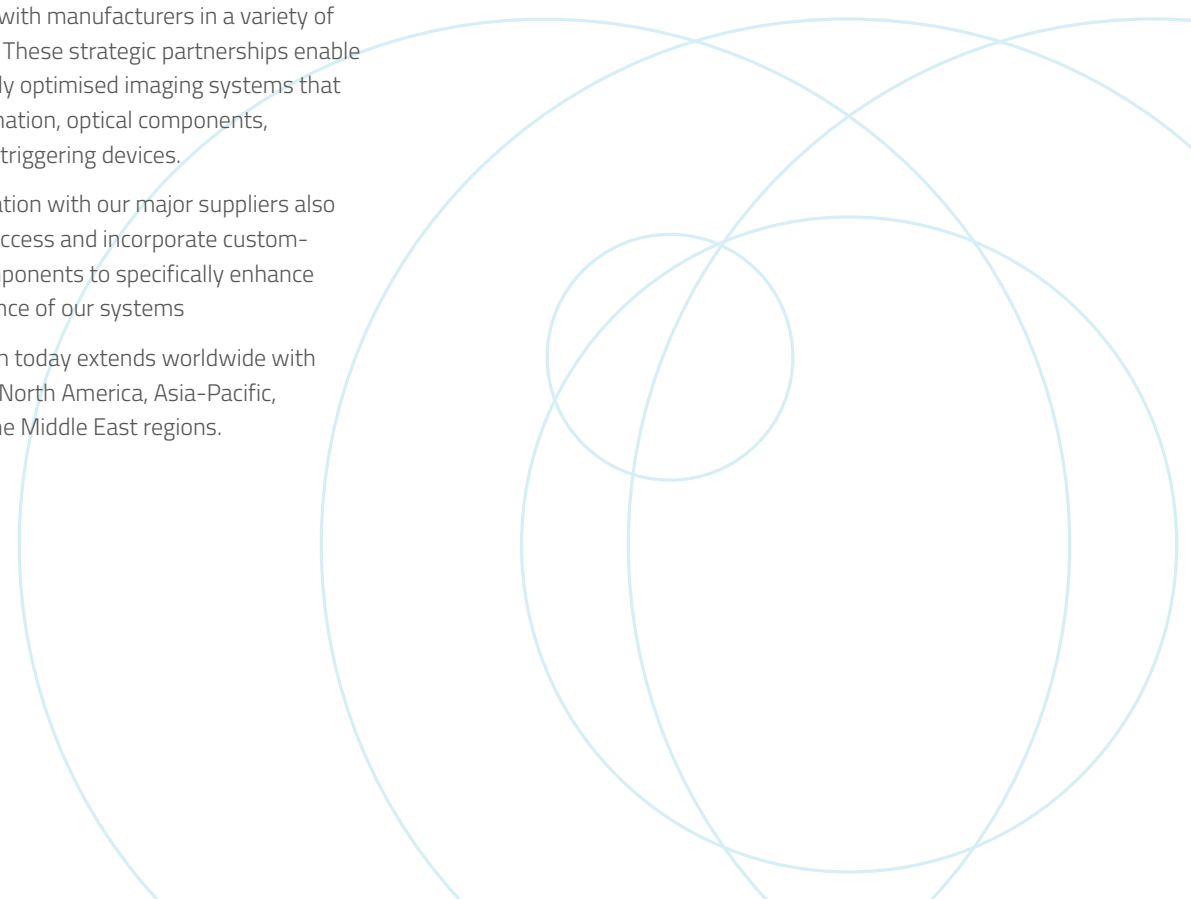 with manufacturers in a variety of
These strategic partnerships enable
ly optimised imaging systems that
nation, optical components,
triggering devices.
ation with our major suppliers also
ccess and incorporate custom-
ponents to specifically enhance
nce of our systems
n today extends worldwide with
North America, Asia-Pacific,
ne Middle East regions.